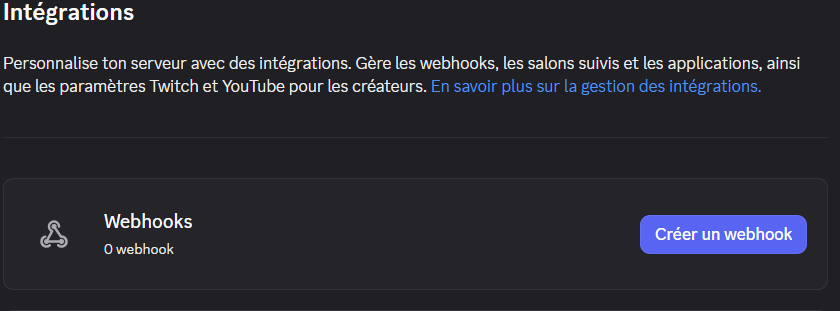 Intégrations
Personnalise ton serveur avec des intégrations. Gère les webhooks, les salons suivis et les applications, ainsi
que les paramètres Twitch et YouTube pour les créateurs. En savoir plus sur la gestion des intégrations.
Webhooks
0 webhook
Créer un webhook